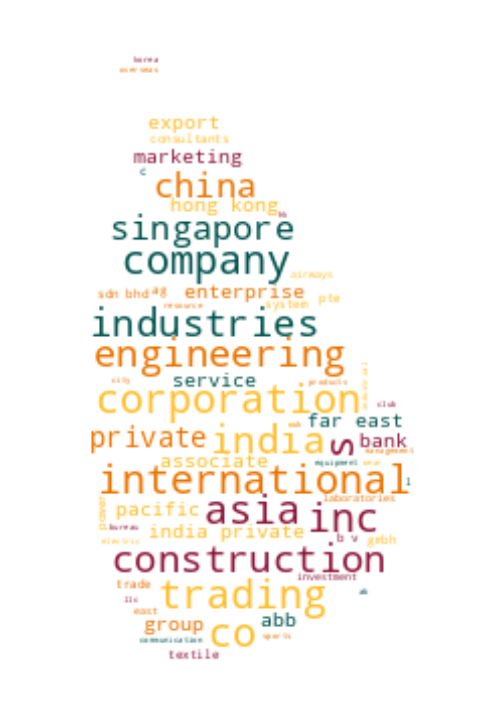 korea
overseas
export
consultants
marketing
c
china
hong kong
hk
singapore
company
airways
sdn bhd ag enterprise
pte
resource system
industries
engineering
city service products
club
corporation
far east
private india s bank
management
associate equipment
international
laboratories
power
pacific asia inc
bureau india private b v
gmbh
electric
construction
investment
trade trading
llc
east
group co abb
communication sports
textile